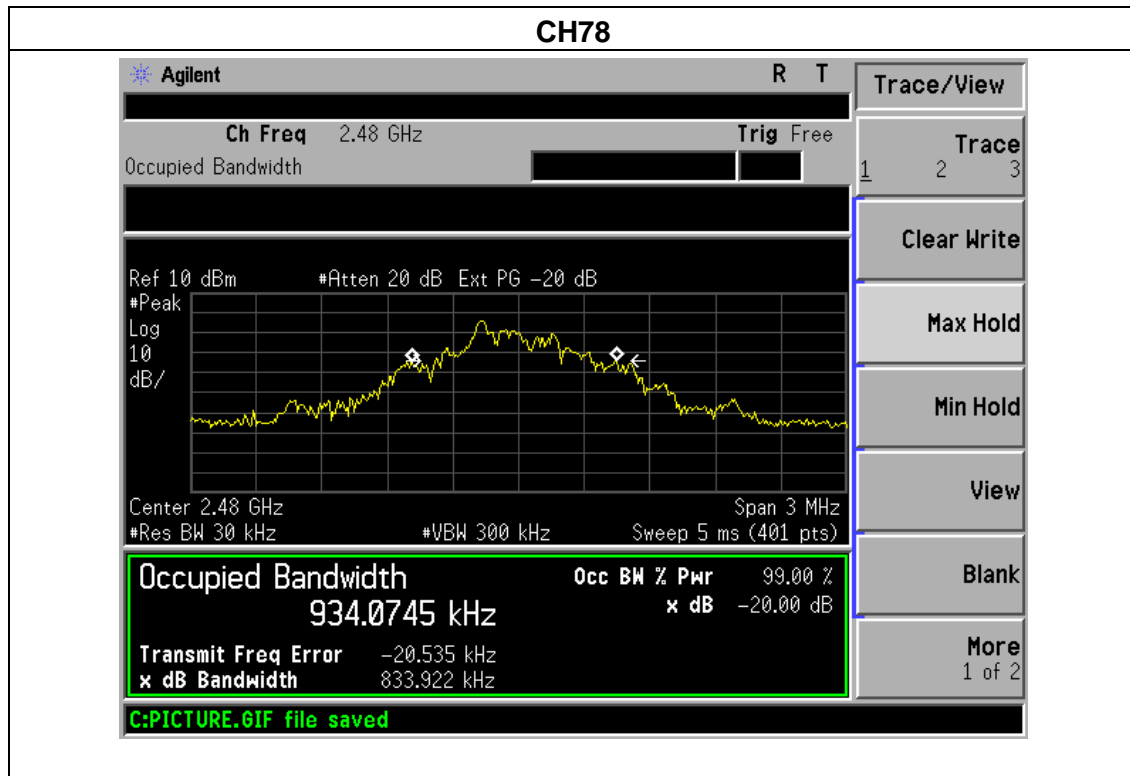 CH78
Agilent R T
Trace/View
Ch Freq 2.48 GHz Trig Free
Occupied Bandwidth
Trace
1 2 3
Clear Write
Ref 10 dBm #Atten 20 dB Ext PG −20 dB
#Peak
Log
10
dB/
Max Hold
Min Hold
View
Center 2.48 GHz Span 3 MHz
#Res BW 30 kHz #VBW 300 kHz Sweep 5 ms (401 pts)
Occupied Bandwidth Occ BW % Pwr 99.00 %
934.0745 kHz x dB −20.00 dB
Blank
Transmit Freq Error −20.535 kHz
x dB Bandwidth 833.922 kHz
More
1 of 2
C:PICTURE.GIF file saved